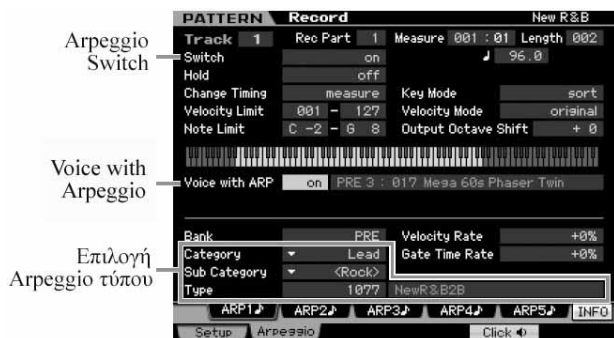 PATTERN Record New R&B
Track 1 Rec Part 1 Measure 001 : 01 Length 002
Arpeggio
Switch
Switch on ♩ 96.0
Hold off
Change Timing measure Key Mode sort
Velocity Limit 001 - 127 Velocity Mode original
Note Limit C -2 - G 8 Output Octave Shift + 0
Voice with
Arpeggio
Voice with ARP on PRE 3 : 017 Mega 60s Phaser Twin
Bank PRE Velocity Rate +0%
Επιλογή
Arpeggio τύπου
Category Lead Gate Time Rate +0%
Sub Category <Rock>
Type 1077 NewR&B2B
ARP1♪ ARP2♪ ARP3♪ ARP4♪ ARP5♪ INFO
Setup Arpeggio Click